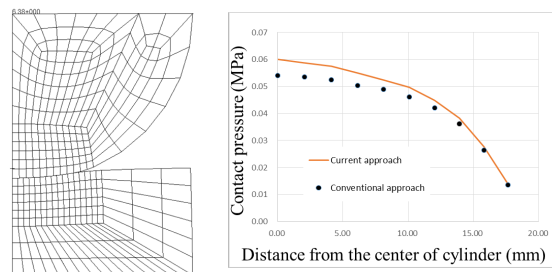 6.38+000
0.07
0.06
0.05
0.04
0.03
0.02
0.01
0.00
Contact pressure (MPa)
Current approach
Conventional approach
0.00 5.00 10.00 15.00 20.00
Distance from the center of cylinder (mm)